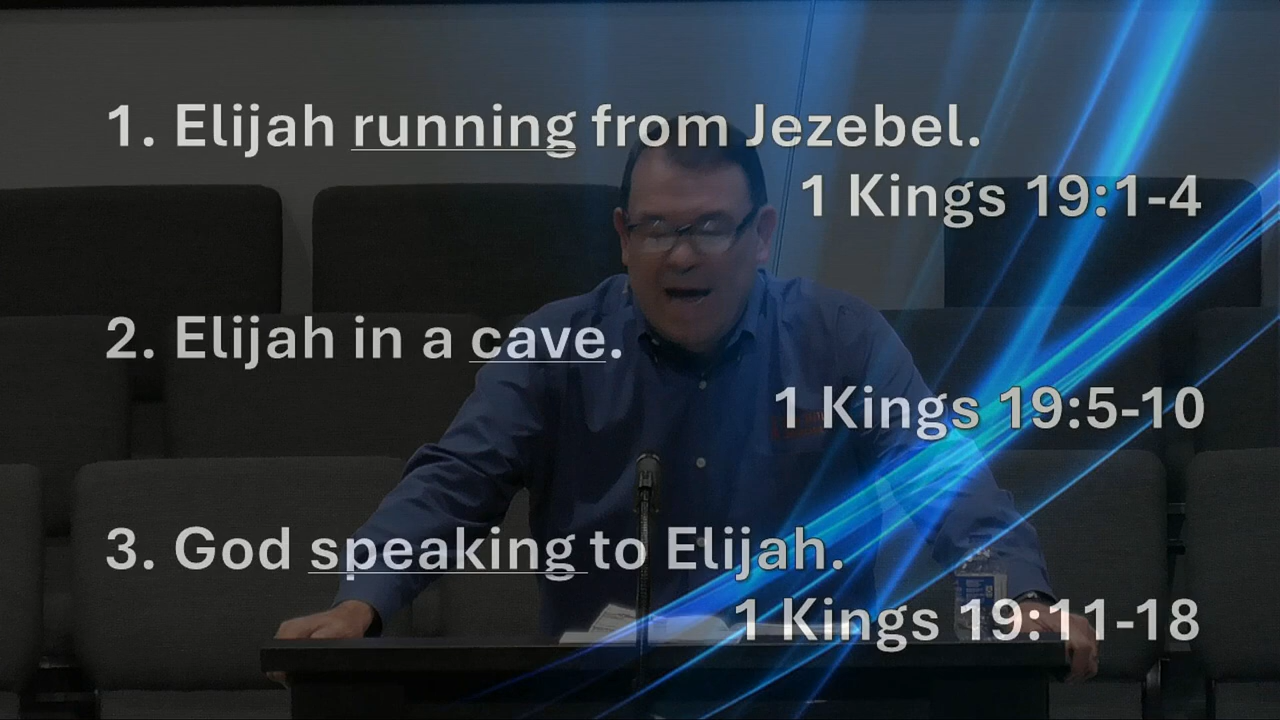 1. Elijah running from Jezebel.
1 Kings 19:1-4
2. Elijah in a cave.
1 Kings 19:5-10
3. God speaking to Elijah.
1 Kings 19:11-18